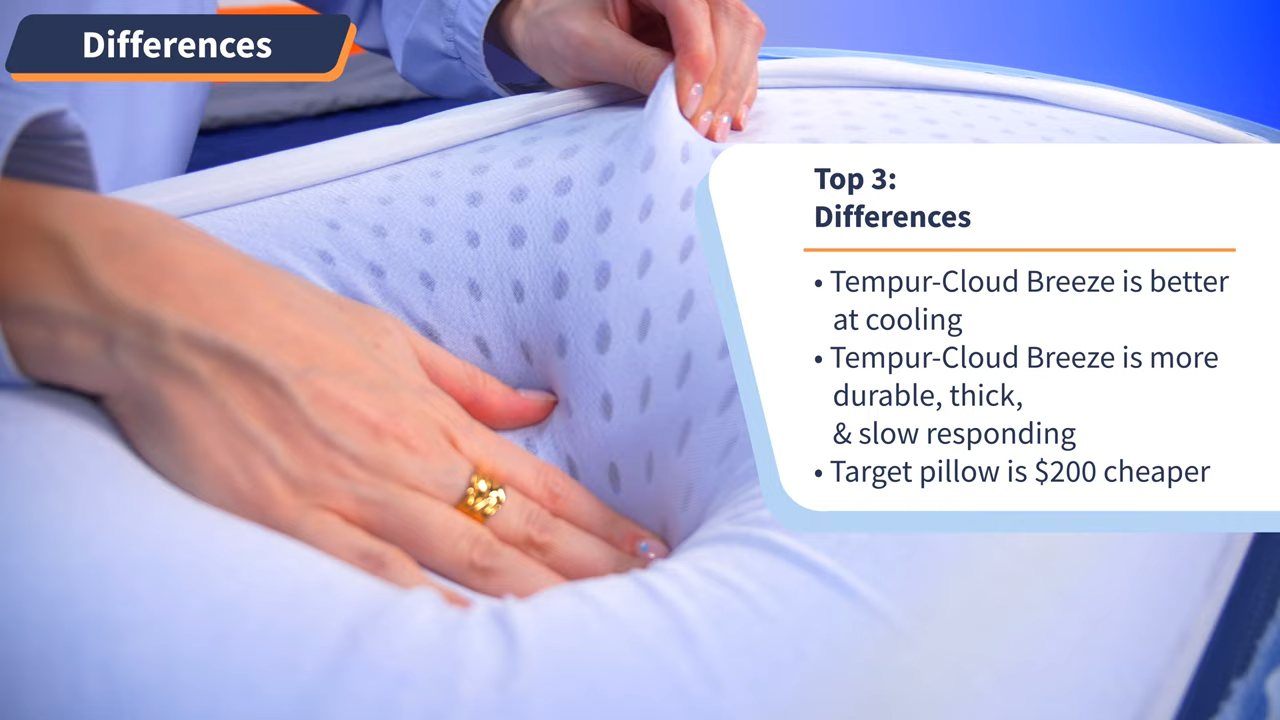 Differences
Top 3:
Differences
• Tempur-Cloud Breeze is better
at cooling
• Tempur-Cloud Breeze is more
durable, thick,
& slow responding
• Target pillow is $200 cheaper